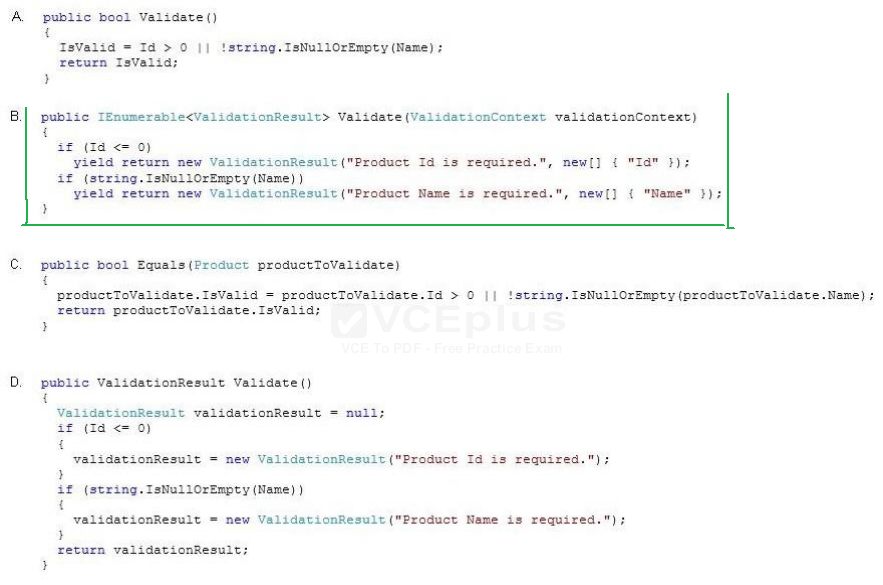 A. public bool Validate()
{
IsValid = Id > 0 || !string.IsNullOrEmpty(Name);
return IsValid;
}
B. public IEnumerable<ValidationResult> Validate(ValidationContext validationContext)
{
if (Id <= 0)
yield return new ValidationResult("Product Id is required.", new[] { "Id" });
if (string.IsNullOrEmpty(Name))
yield return new ValidationResult("Product Name is required.", new[] { "Name" });
}
C. public bool Equals(Product productToValidate)
{
productToValidate.IsValid = productToValidate.Id > 0 || !string.IsNullOrEmpty(productToValidate.Name);
return productToValidate.IsValid;
}
VCEplus
VCE To PDF - Free Practice Exam
D. public ValidationResult Validate()
{
ValidationResult validationResult = null;
if (Id <= 0)
{
validationResult = new ValidationResult("Product Id is required.");
}
if (string.IsNullOrEmpty(Name))
{
validationResult = new ValidationResult("Product Name is required.");
}
return validationResult;
}